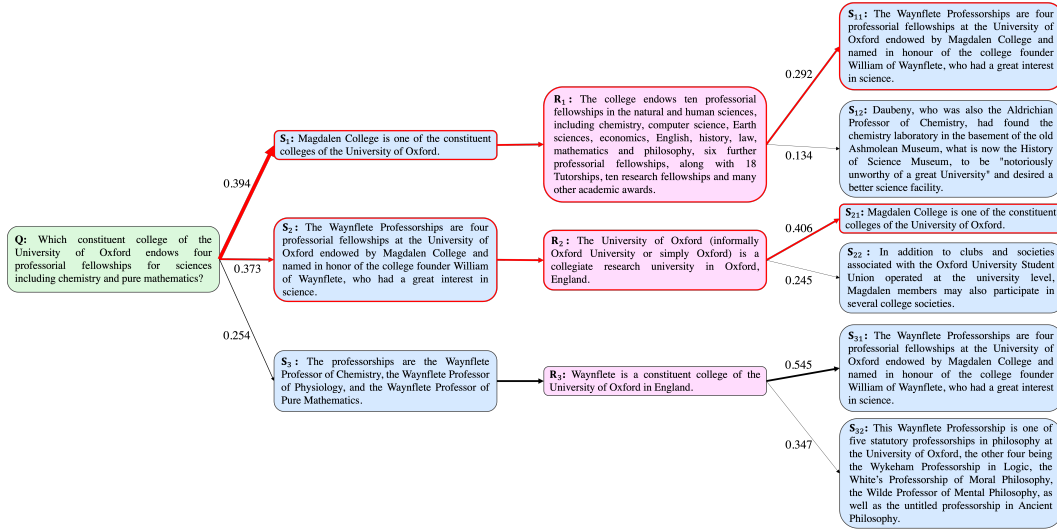 Q: Which constituent college of the
University of Oxford endows four
professorial fellowships for sciences
including chemistry and pure mathematics?
0.394
0.373
0.254
S1: Magdalen College is one of the constituent
colleges of the University of Oxford.
S2: The Waynflete Professorships are four
professorial fellowships at the University of
Oxford endowed by Magdalen College and
named in honor of the college founder William
of Waynflete, who had a great interest in
science.
S3: The professorships are the Waynflete
Professor of Chemistry, the Waynflete Professor
of Physiology, and the Waynflete Professor of
Pure Mathematics.
R1: The college endows ten professorial
fellowships in the natural and human sciences,
including chemistry, computer science, Earth
sciences, economics, English, history, law,
mathematics and philosophy, six further
professorial fellowships, along with 18
Tutorships, ten research fellowships and many
other academic awards.
R2: The University of Oxford (informally
Oxford University or simply Oxford) is a
collegiate research university in Oxford,
England.
R3: Waynflete is a constituent college of the
University of Oxford in England.
0.292
0.134
0.406
0.245
0.545
0.347
S11: The Waynflete Professorships are four
professorial fellowships at the University of
Oxford endowed by Magdalen College and
named in honour of the college founder
William of Waynflete, who had a great interest
in science.
S12: Daubeny, who was also the Aldrichian
Professor of Chemistry, had found the
chemistry laboratory in the basement of the old
Ashmolean Museum, what is now the History
of Science Museum, to be "notoriously
unworthy of a great University" and desired a
better science facility.
S21: Magdalen College is one of the constituent
colleges of the University of Oxford.
S22: In addition to clubs and societies
associated with the Oxford University Student
Union operated at the university level,
Magdalen members may also participate in
several college societies.
S31: The Waynflete Professorships are four
professorial fellowships at the University of
Oxford endowed by Magdalen College and
named in honour of the college founder
William of Waynflete, who had a great interest
in science.
S32: This Waynflete Professorship is one of
five statutory professorships in philosophy at
the University of Oxford, the other four being
the Wykeham Professorship in Logic, the
White's Professorship of Moral Philosophy,
the Wilde Professor of Mental Philosophy, as
well as the untitled professorship in Ancient
Philosophy.